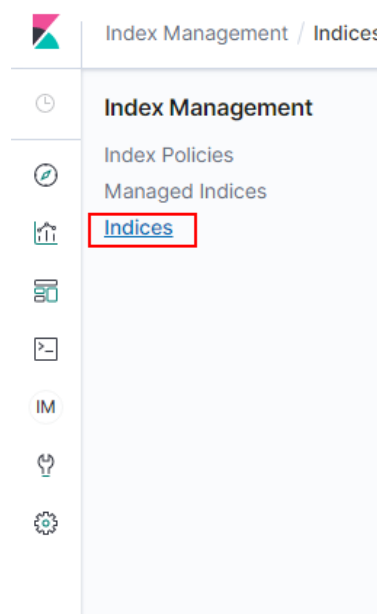 Index Management / Indices
Index Management
Index Policies
Managed Indices
Indices
IM